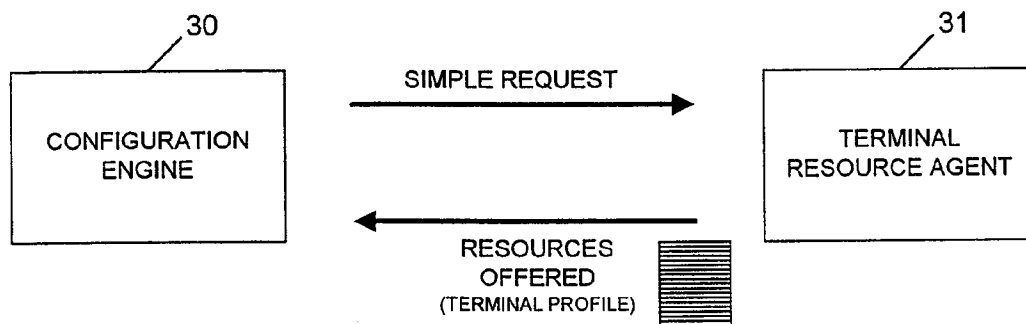 30
31
SIMPLE REQUEST
CONFIGURATION
ENGINE
TERMINAL
RESOURCE AGENT
RESOURCES
OFFERED
(TERMINAL PROFILE)